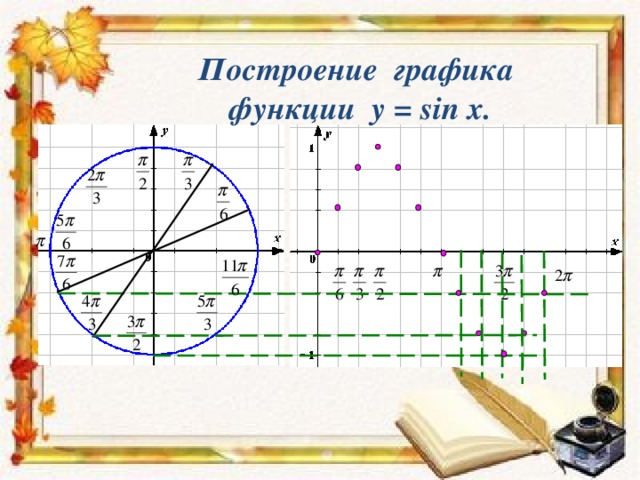 Построение графика
функции y = sin x.
y
π/2 π/3
2π/3
π/6
5π/6
π
x
0
7π/6
11π/6
4π/3
5π/3
3π/2
y
1
x
0
π/6 π/3 π/2 π 3π/2 2π
-1